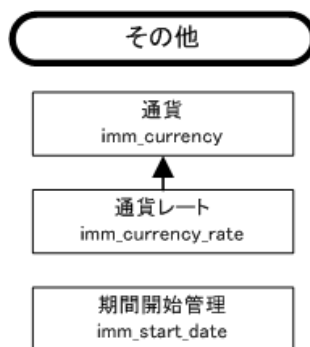 その他
通貨
imm_currency
通貨レート
imm_currency_rate
期間開始管理
imm_start_date